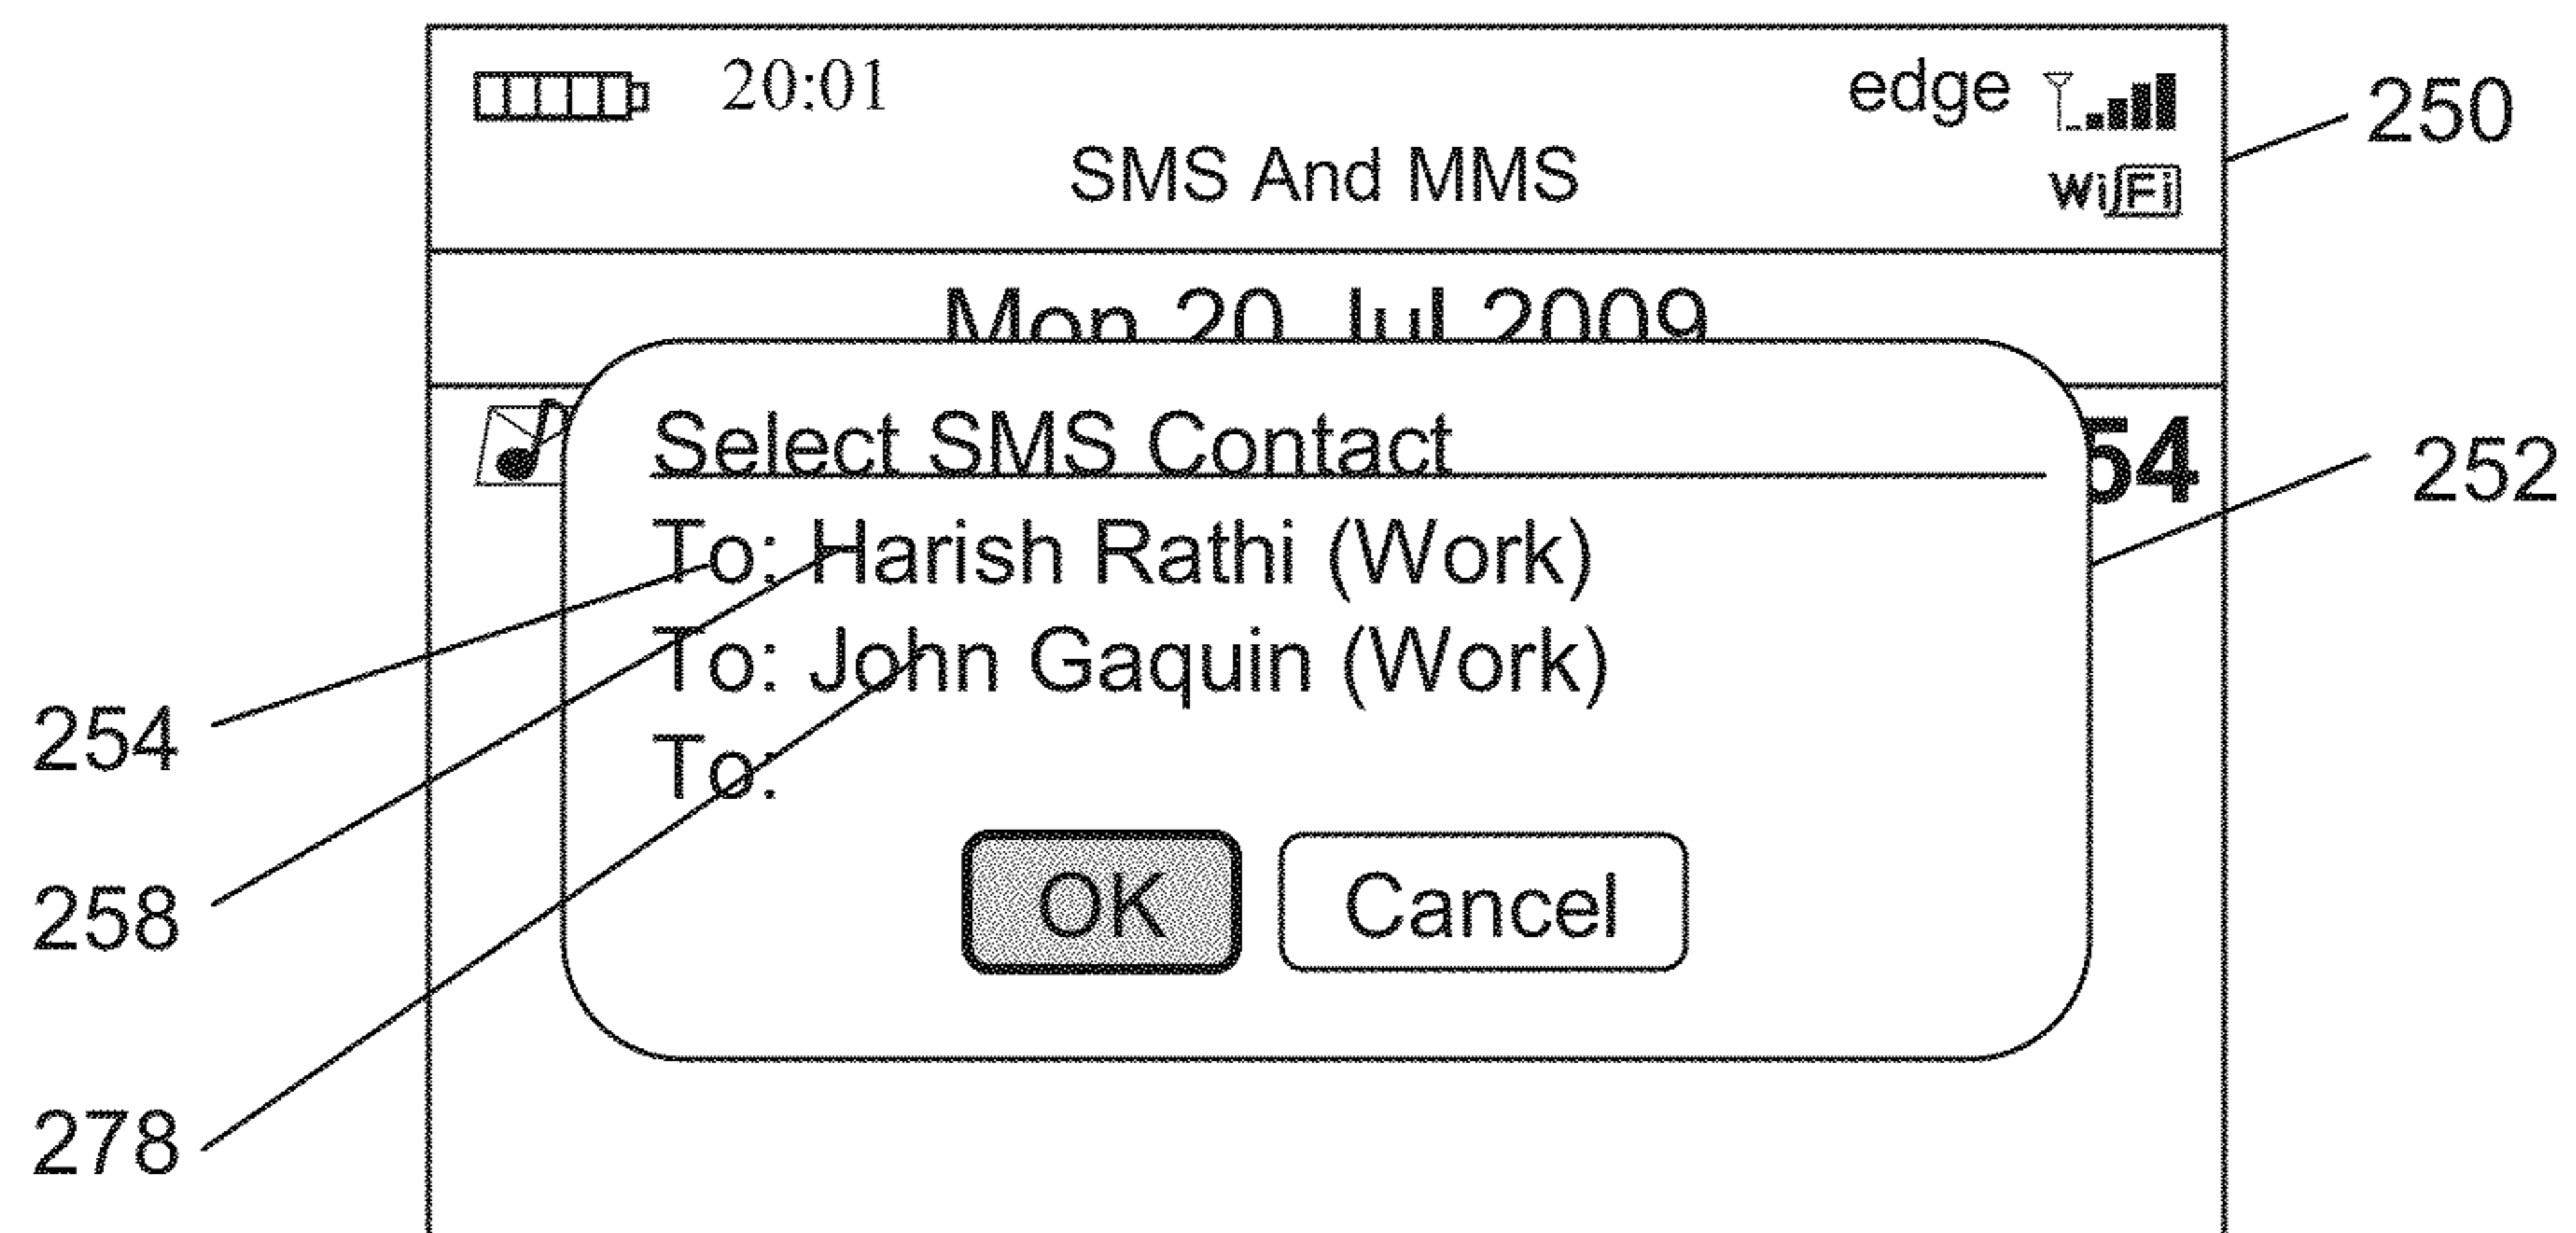 20:01 edge
250
SMS And MMS
WiFi
Mon 20 Jul 2009
Select SMS Contact
54
252
To: Harish Rathi (Work)
To: John Gaquin (Work)
254
To:
258
OK Cancel
278